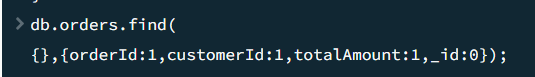 > db.orders.find(
{},{orderId:1,customerId:1,totalAmount:1,_id:0});